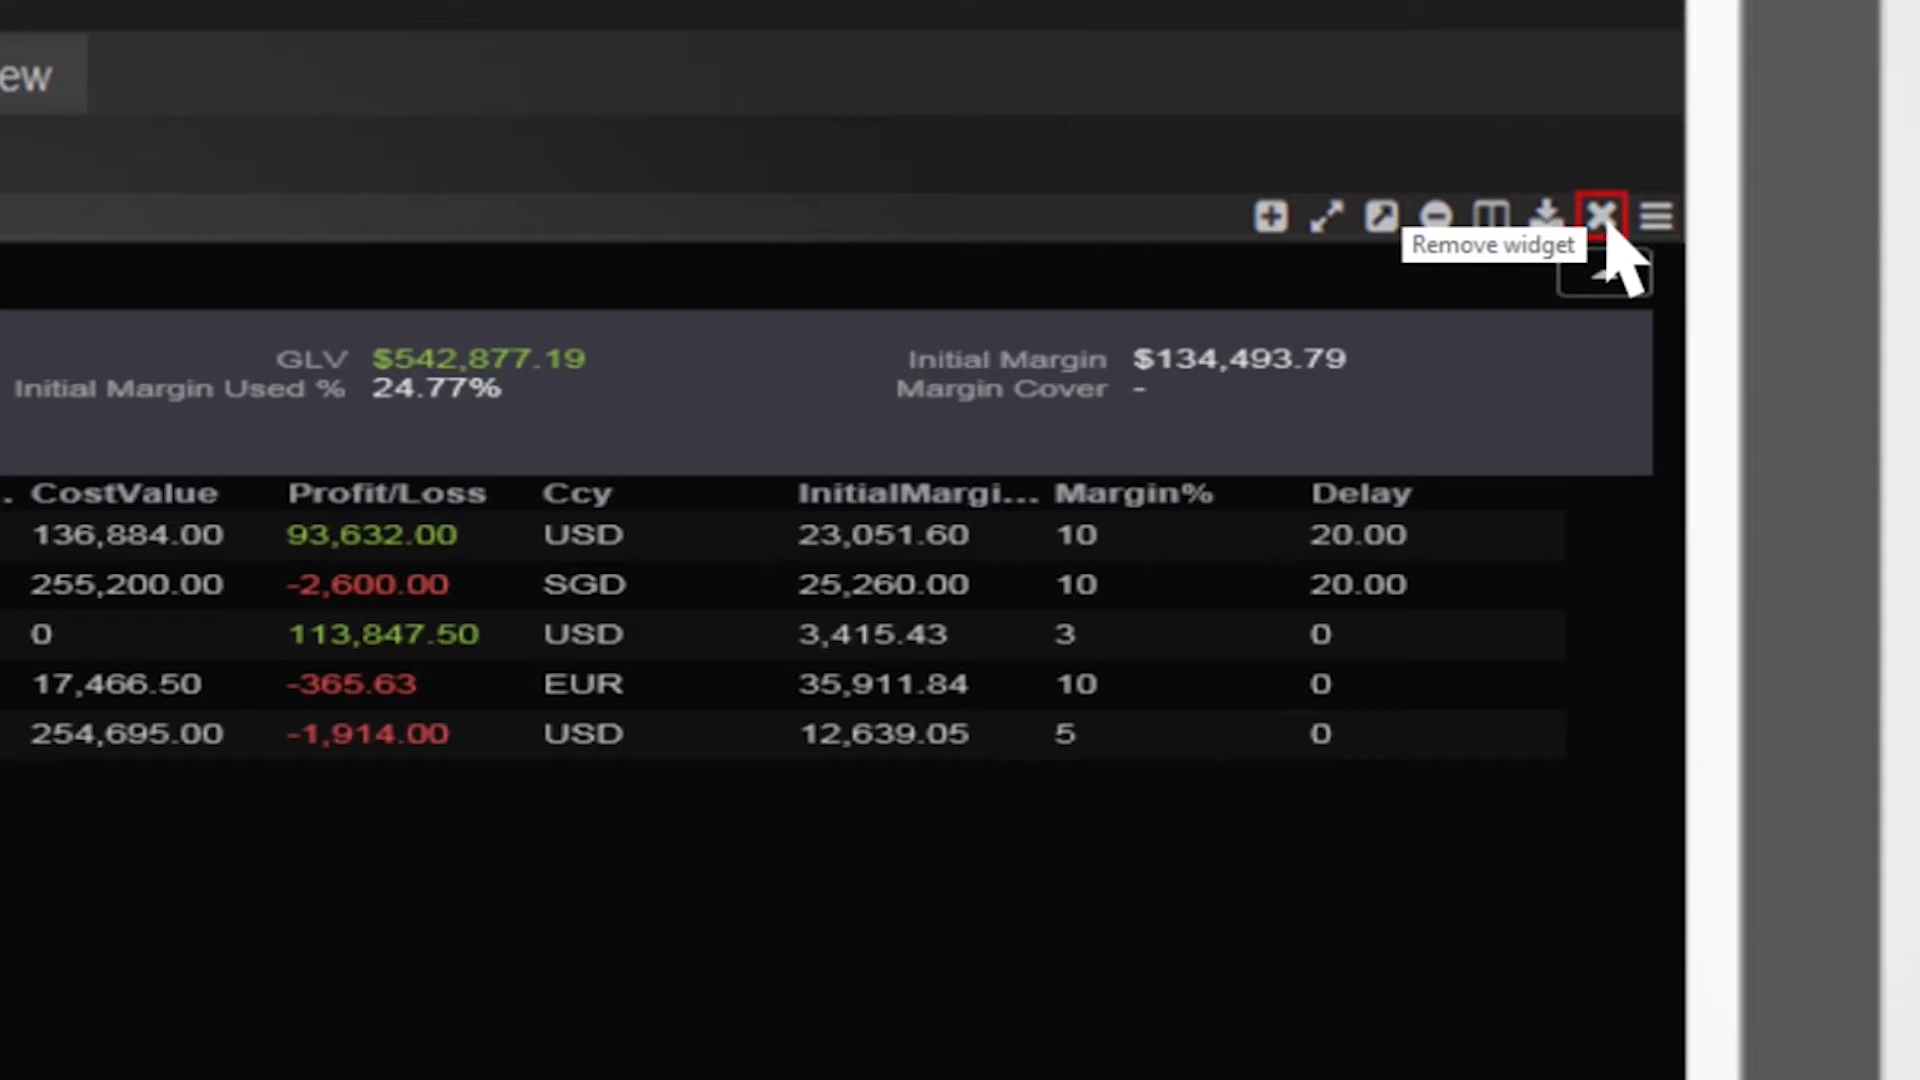 ew
Remove widget
GLV $542,877.19 Initial Margin $134,493.79
Initial Margin Used % 24.77% Margin Cover -
. CostValue Profit/Loss Ccy InitialMargi... Margin% Delay
136,884.00 93,632.00 USD 23,051.60 10 20.00
255,200.00 -2,600.00 SGD 25,260.00 10 20.00
0 113,847.50 USD 3,415.43 3 0
17,466.50 -365.63 EUR 35,911.84 10 0
254,695.00 -1,914.00 USD 12,639.05 5 0